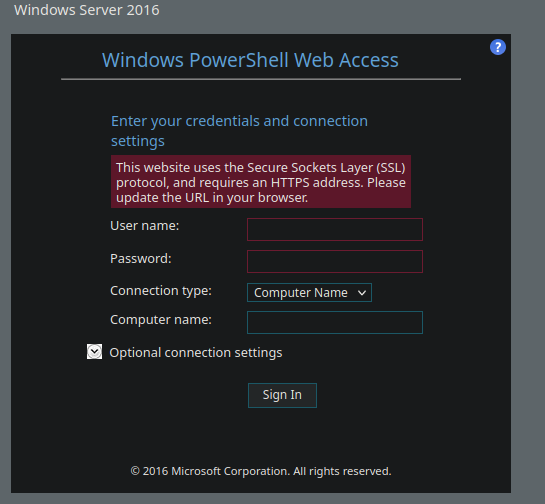 Windows Server 2016
?
Windows PowerShell Web Access
Enter your credentials and connection
settings
This website uses the Secure Sockets Layer (SSL)
protocol, and requires an HTTPS address. Please
update the URL in your browser.
User name:
Password:
Connection type:
Computer Name
Computer name:
Optional connection settings
Sign In
© 2016 Microsoft Corporation. All rights reserved.